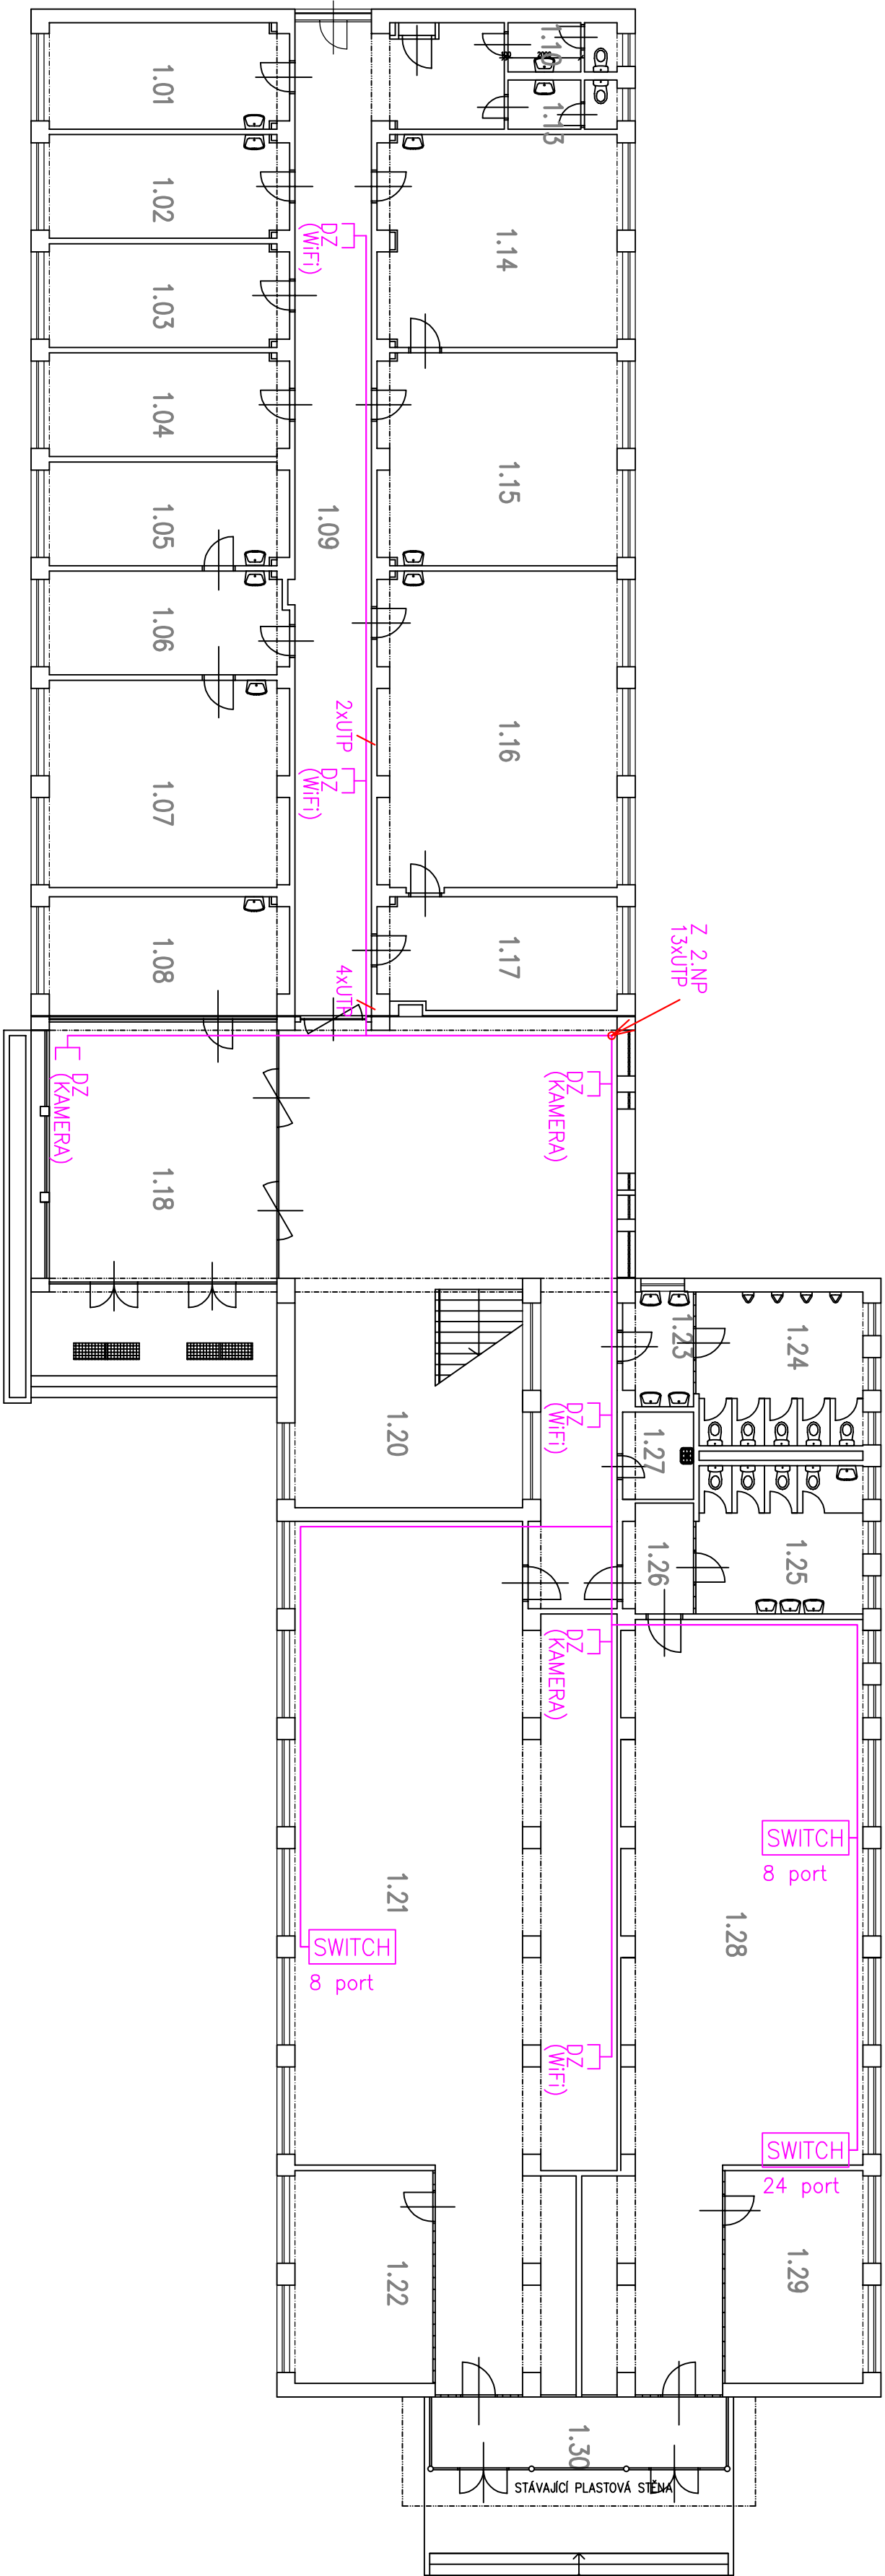 1.01
1.10
1.13
1.02
1.14
DZ
(WiFi)
1.03
1.04
1.15
1.05
1.09
1.06
2xUTP
1.16
1.07
DZ
(WiFi)
1.08
4xUTP
1.17
Z 2.NP
13xUTP
DZ
(KAMERA)
DZ
(KAMERA)
1.18
1.23
1.24
1.20
DZ
(WiFi)
1.27
1.26
1.25
DZ
(KAMERA)
SWITCH
8 port
1.21
1.28
SWITCH
8 port
DZ
(WiFi)
SWITCH
24 port
1.22
1.29
1.30
STÁVAJÍCÍ PLASTOVÁ STĚNA